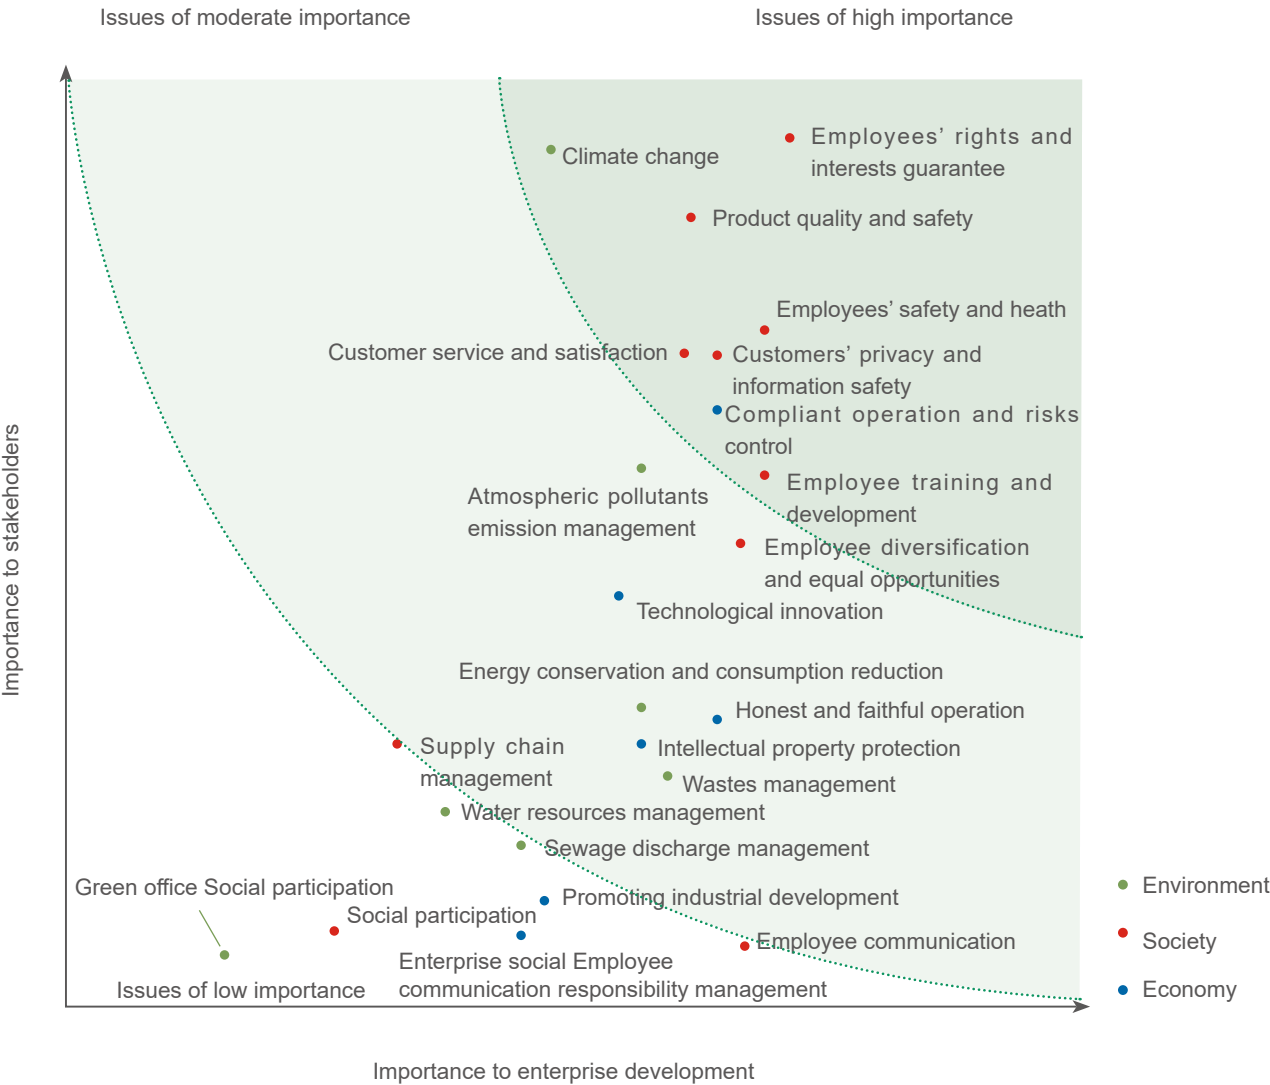 Issues of moderate importance
Issues of high importance
Climate change
Employees’ rights and
interests guarantee
Product quality and safety
Employees’ safety and heath
Customer service and satisfaction
Customers’ privacy and
information safety
Compliant operation and risks
control
Atmospheric pollutants
emission management
Employee training and
development
Employee diversification
and equal opportunities
Technological innovation
Energy conservation and consumption reduction
Honest and faithful operation
Supply chain
management
Intellectual property protection
Wastes management
Water resources management
Sewage discharge management
Green office Social participation
Promoting industrial development
Social participation
Employee communication
Enterprise social Employee
communication responsibility management
Issues of low importance
Environment
Society
Economy
Importance to stakeholders
Importance to enterprise development